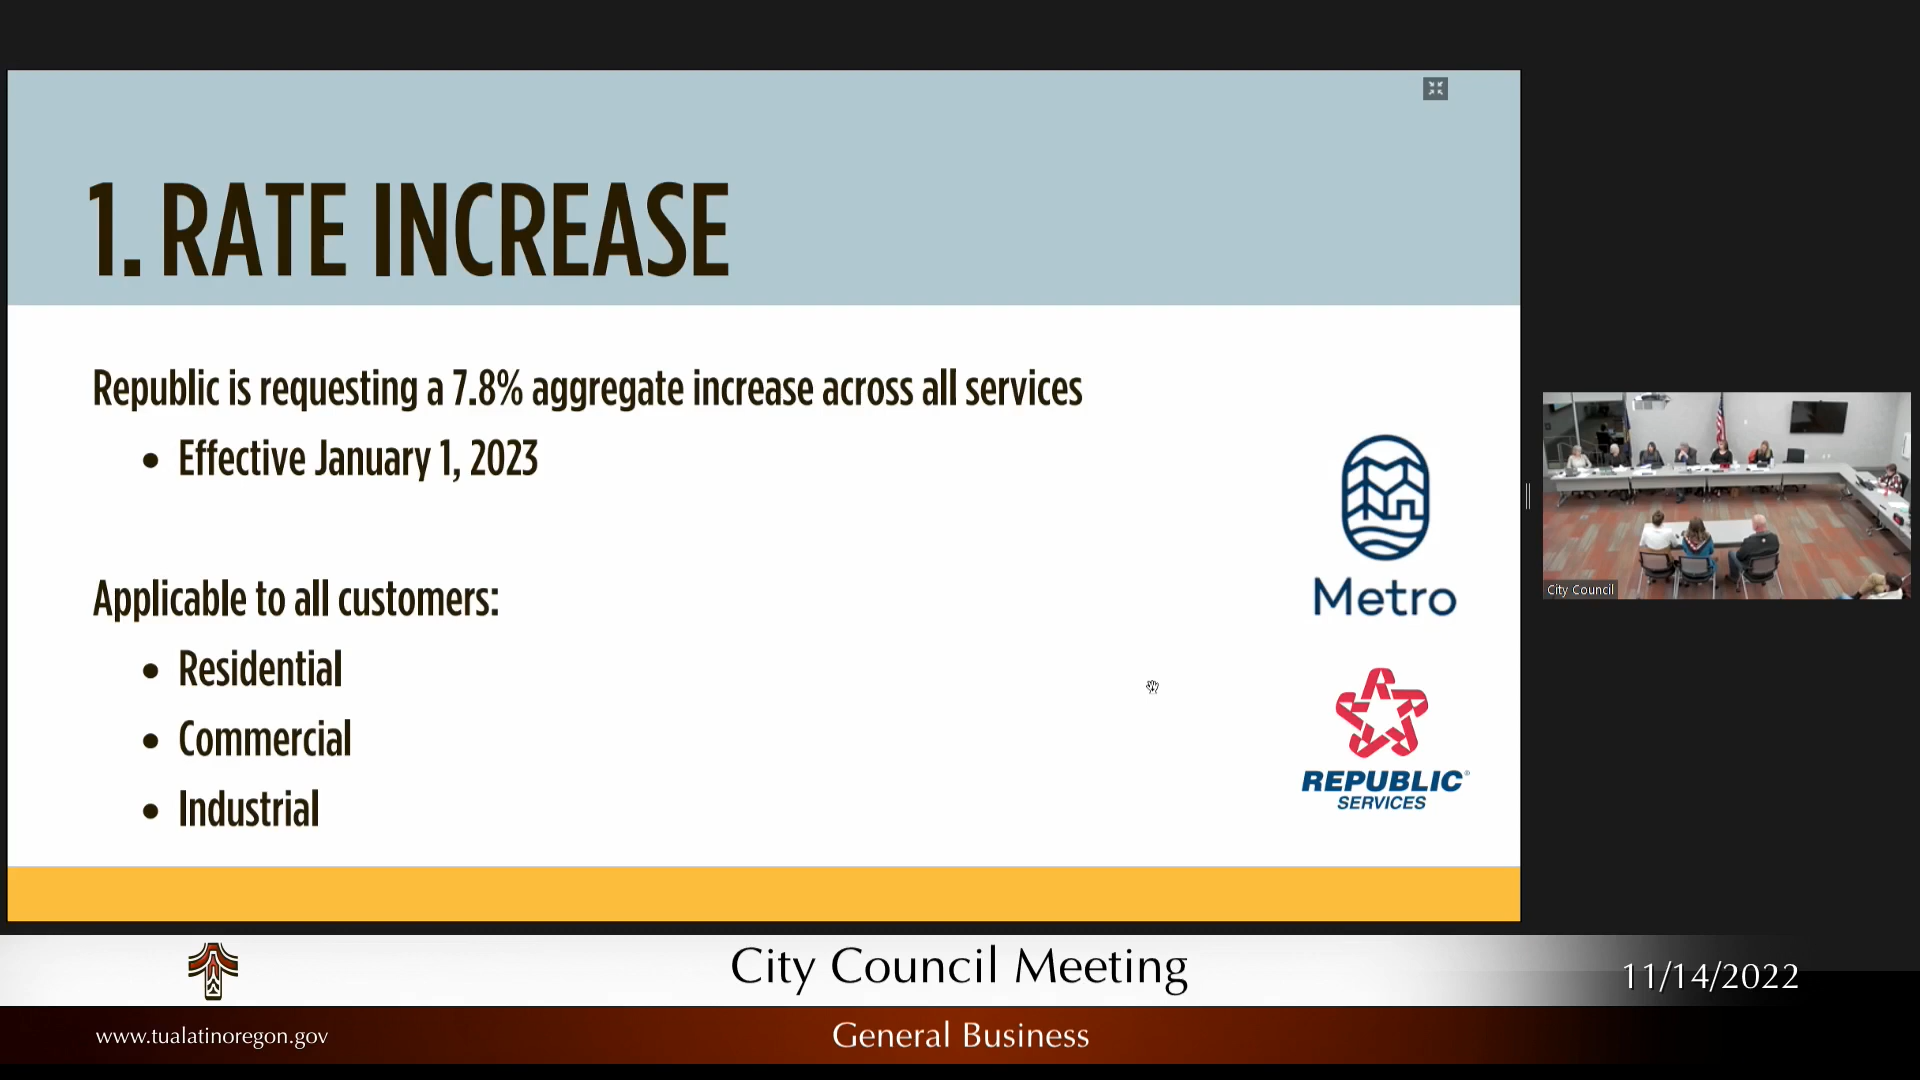 1. RATE INCREASE
Republic is requesting a 7.8% aggregate increase across all services
• Effective January 1, 2023
Applicable to all customers:
• Residential
• Commercial
• Industrial
Metro
REPUBLIC®
SERVICES
City Council
City Council Meeting
11/14/2022
www.tualatinoregon.gov
General Business